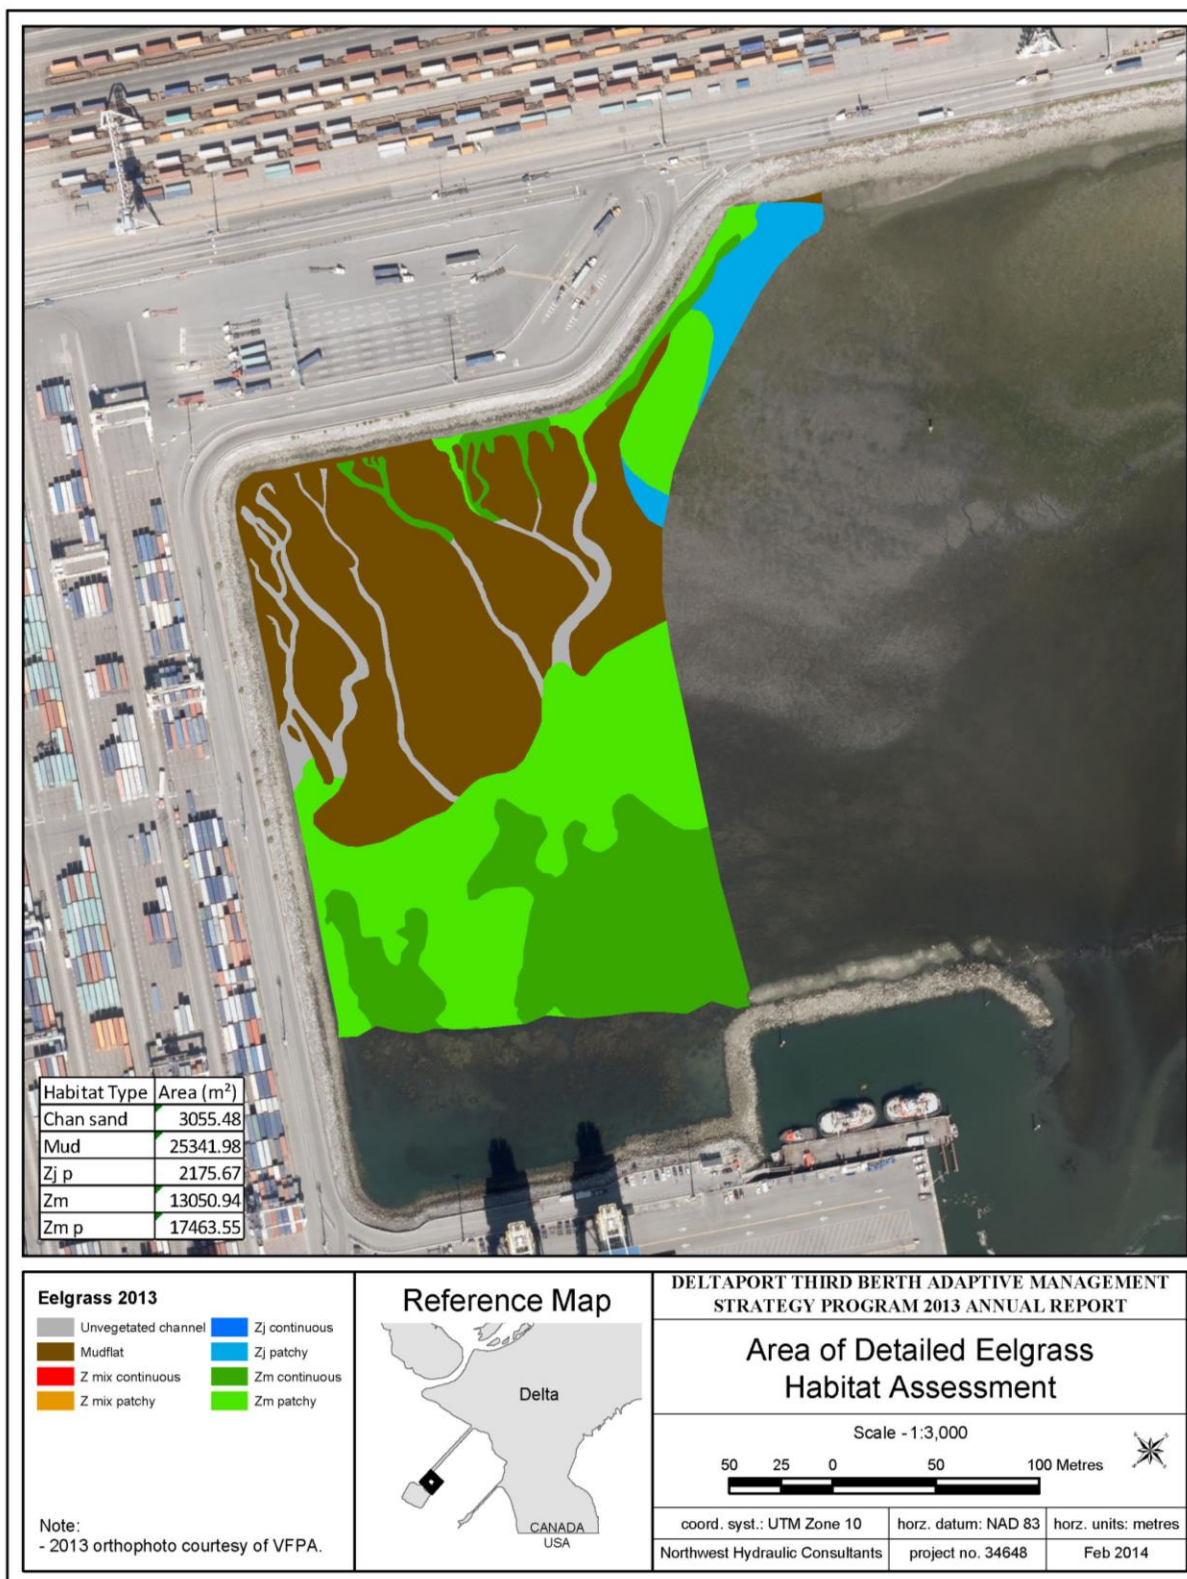 Habitat Type Area (m²)
Chan sand 3055.48
Mud 25341.98
Zj p 2175.67
Zm 13050.94
Zm p 17463.55
Eelgrass 2013
Unvegetated channel
Mudflat
Z mix continuous
Z mix patchy
Zj continuous
Zj patchy
Zm continuous
Zm patchy
Note:
- 2013 orthophoto courtesy of VFPA.
Reference Map
Delta
CANADA
USA
DELTAPORT THIRD BERTH ADAPTIVE MANAGEMENT
STRATEGY PROGRAM 2013 ANNUAL REPORT
Area of Detailed Eelgrass
Habitat Assessment
Scale - 1:3,000
50 25 0 50 100 Metres
coord. syst.: UTM Zone 10 horz. datum: NAD 83 horz. units: metres
Northwest Hydraulic Consultants project no. 34648 Feb 2014